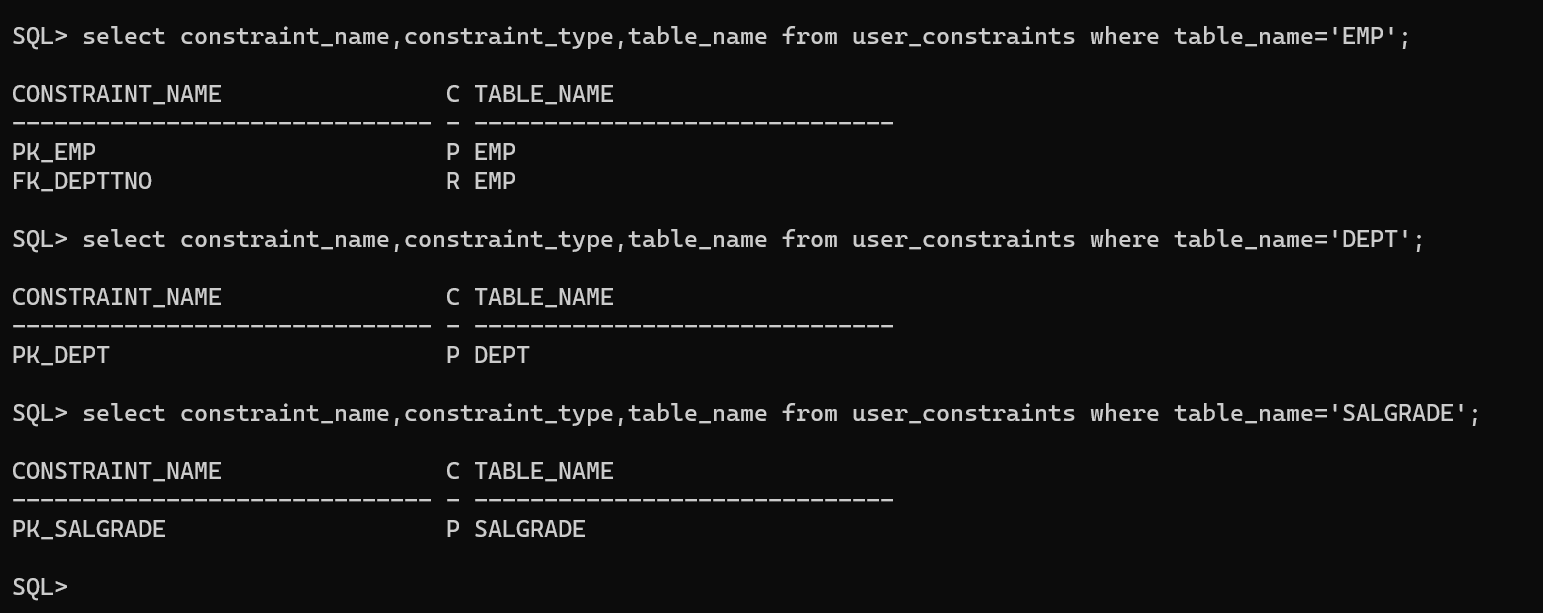 SQL> select constraint_name,constraint_type,table_name from user_constraints where table_name='EMP';
CONSTRAINT_NAME                C TABLE_NAME
------------------------------ - ------------------------------
PK_EMP                         P EMP
FK_DEPTTNO                     R EMP
SQL> select constraint_name,constraint_type,table_name from user_constraints where table_name='DEPT';
CONSTRAINT_NAME                C TABLE_NAME
------------------------------ - ------------------------------
PK_DEPT                        P DEPT
SQL> select constraint_name,constraint_type,table_name from user_constraints where table_name='SALGRADE';
CONSTRAINT_NAME                C TABLE_NAME
------------------------------ - ------------------------------
PK_SALGRADE                    P SALGRADE
SQL>